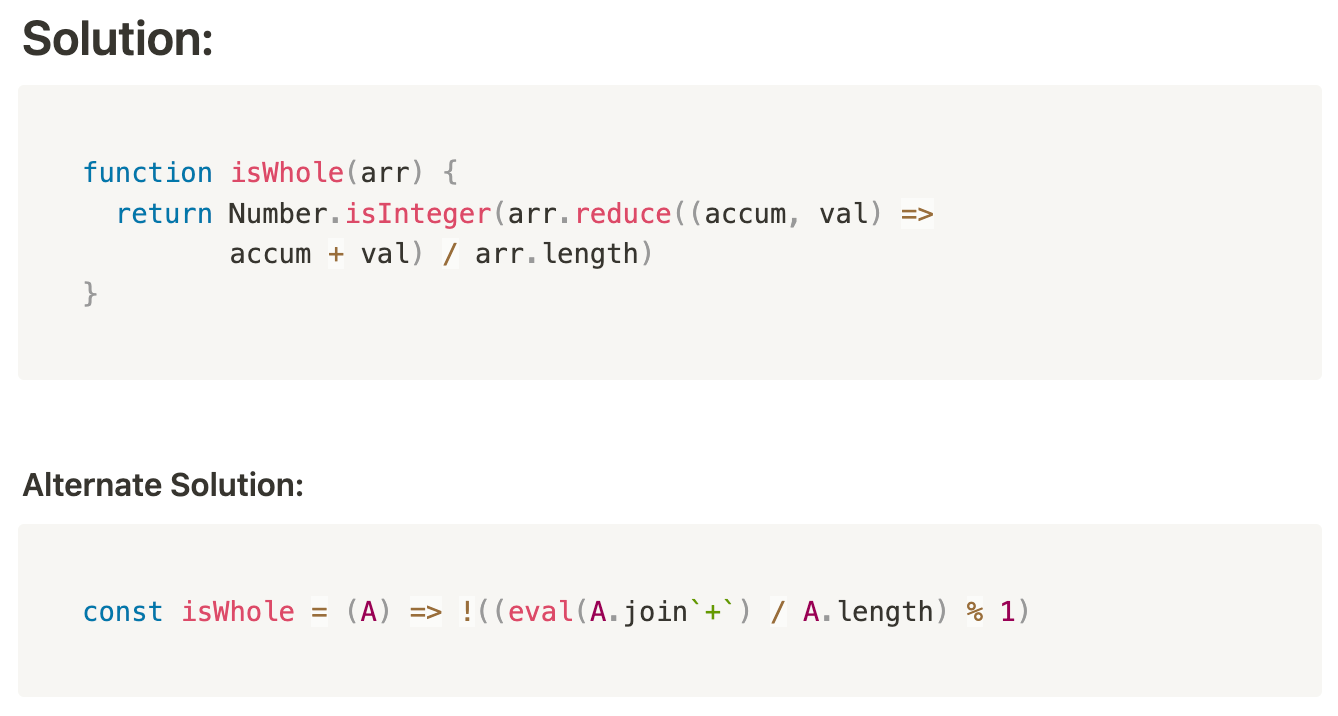 Solution:
function isWhole(arr) {
  return Number.isInteger(arr.reduce((accum, val) =>
         accum + val) / arr.length)
}
Alternate Solution:
const isWhole = (A) => !((eval(A.join`+`) / A.length) % 1)